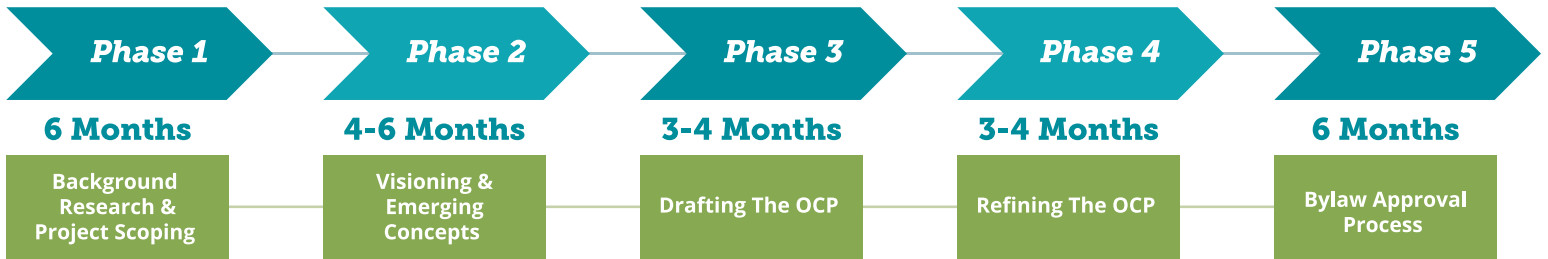 Phase 1
Phase 2
Phase 3
Phase 4
Phase 5
6 Months
4-6 Months
3-4 Months
3-4 Months
6 Months
Background
Research &
Project Scoping
Visioning &
Emerging
Concepts
Drafting The OCP
Refining The OCP
Bylaw Approval
Process